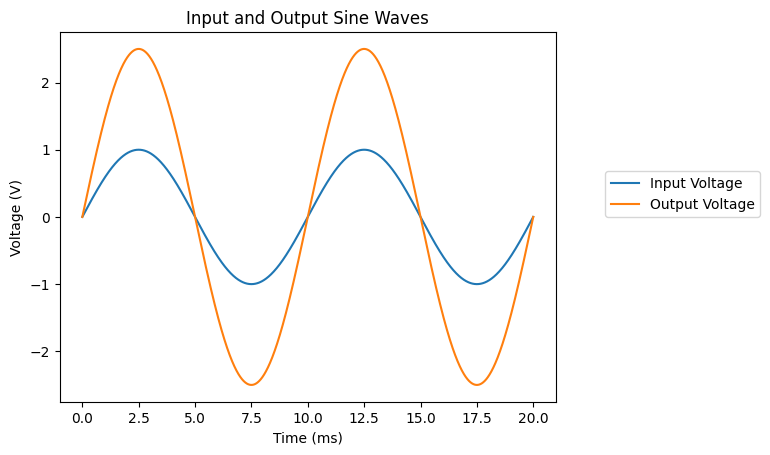 Input and Output Sine Waves
Voltage (V)
2
1
0
−1
−2
0.0 2.5 5.0 7.5 10.0 12.5 15.0 17.5 20.0
Time (ms)
Input Voltage
Output Voltage